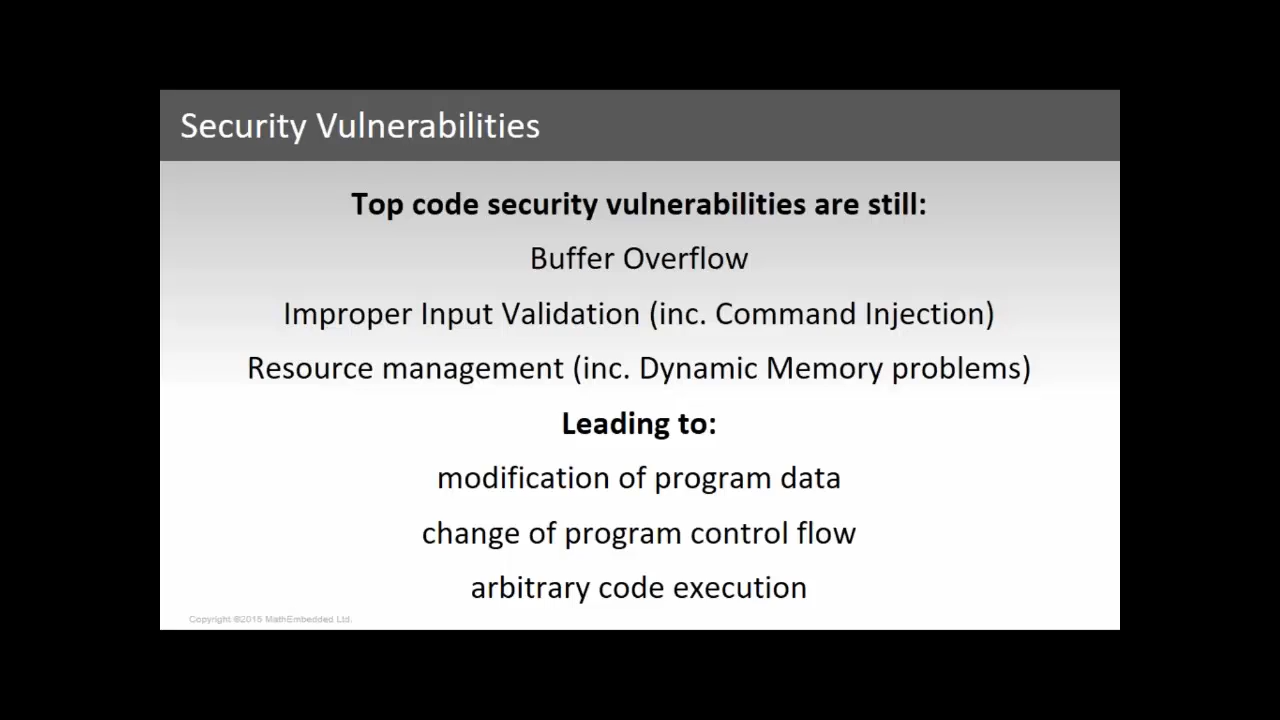 Security Vulnerabilities
Top code security vulnerabilities are still:
Buffer Overflow
Improper Input Validation (inc. Command Injection)
Resource management (inc. Dynamic Memory problems)
Leading to:
modification of program data
change of program control flow
arbitrary code execution
Copyright ©2015 MathEmbedded Ltd.